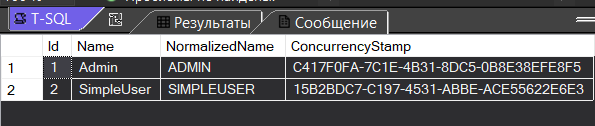 T-SQL Результаты Сообщение
Id Name NormalizedName ConcurrencyStamp
1 1 Admin ADMIN C417F0FA-7C1E-4B31-8DC5-0B8E38EFE8F5
2 2 SimpleUser SIMPLEUSER 15B2BDC7-C197-4531-ABBE-ACE55622E6E3